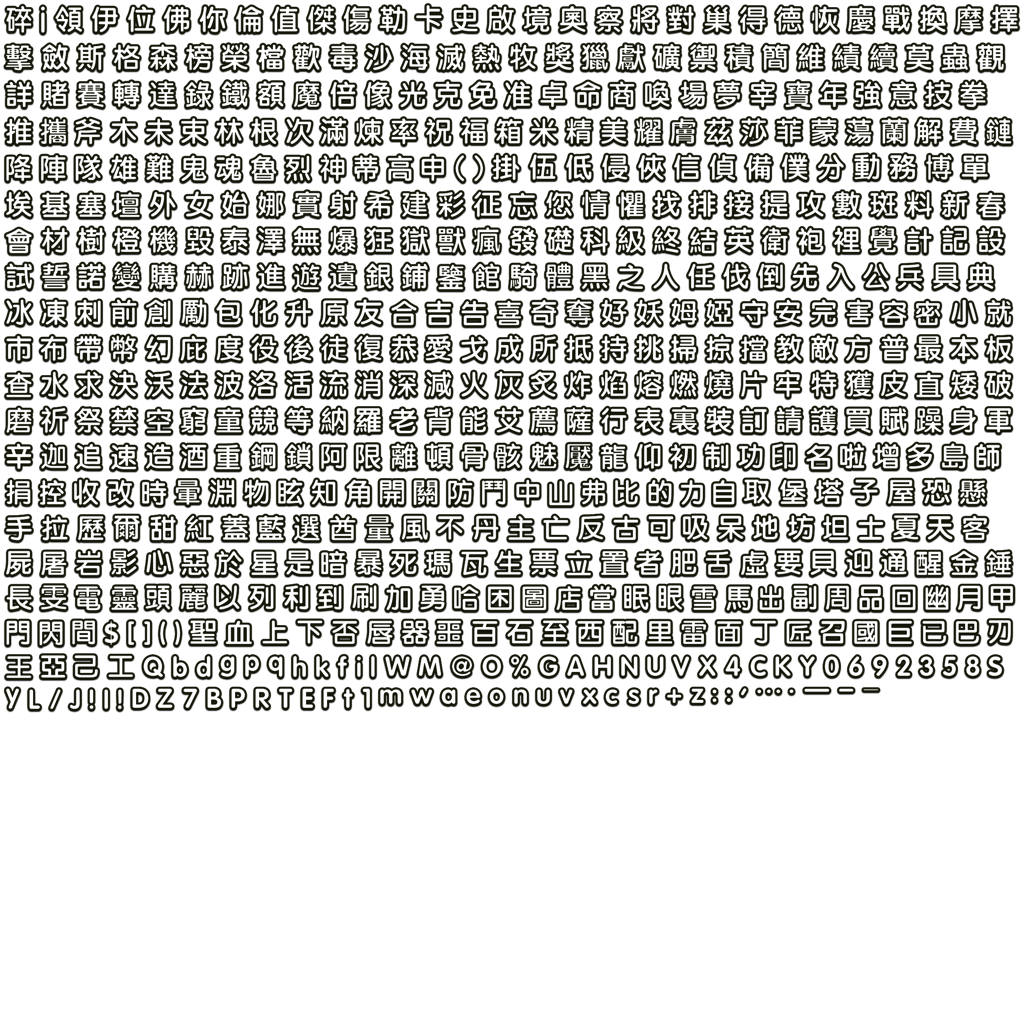 碎j領伊位佛你倫值傑傷勒卡史啟境奧察將對巢得德恢慶戰換摩擇
擊斂斯格森榜榮檔歡毒沙海滅熱牧獎獵獻礦禦積簡維績續莫蟲觀
詳賭賽轉達錄鐵額魔倍像光克免准卓命商喚場夢宰寶年強意技拳
推攜斧木未束林根次滿煉率祝福箱米精美耀膚茲莎菲蒙蕩蘭解費鏈
降陣隊雄難鬼魂魯烈神蒂高申()掛伍低侵俠信偵備僕分動務博單
埃基塞壇外女始娜實射希建彩征忘您情懼找排接提攻數斑料新春
會材樹橙機毀泰澤無爆狂獄獸瘋發礎科級終結英衛袍裡覺計記設
試誓諾變購赫跡進遊遺銀鋪鑒館騎體黑之人任伐倒先入公兵具典
冰凍刺前創勵包化升原友合吉告喜奇奪好妖姆婭守安完害容密小就
市布帶幣幻庇度役後徒復恭愛戈成所抵持挑掃掠擋教敵方普最本板
查水求決沃法波洛活流消深減火灰炙炸焰熔燃燒片牢特獲皮直矮破
磨祈祭禁空窮童競等納羅老背能艾薦薩行表裏裝訂請護買賦躁身軍
辛迦追速造酒重鋼鎖阿限離頓骨骸魅魘龍仰初制功印名啦增多島師
捐控收改時暈淵物眩知角開關防鬥中山弗比的力自取堡塔子屋恐懸
手拉歷爾甜紅蓋藍選酋量風不丹主亡反古可吸呆地坊坦士夏天客
屍屠岩影心惡於星是暗暴死瑪瓦生票立置者肥舌虛要貝迎通醒金錘
長雯電靈頭麗以列利到刷加勇哈困圖店當眠眼雪馬出副周品回幽月甲
門閃間$[]()聖血上下否唇器噩百石至西配里雷面丁匠召國巨已巴刃
王亞己工QbdgpqhkfilWM@O%GAHNUVX4CKY0692358S
yL/J!l|!DZ7BPRTEFt1mwaeonuvxcsr+z:;′…·一--